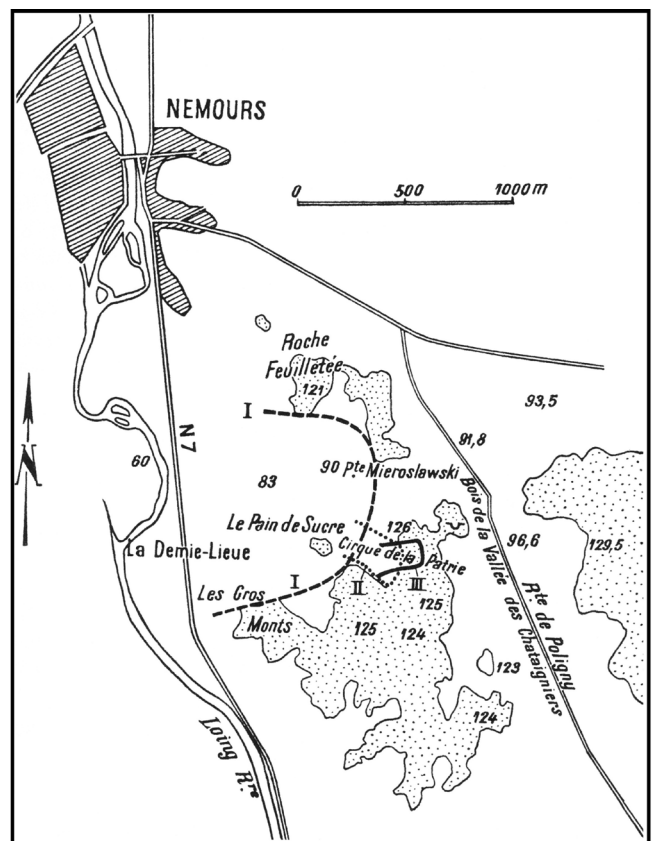 NEMOURS
0 500 1000 m
Roche
Feuilletée
121
I
93,5
91,8
N 7
60
90 Pte Mieroslawski
83
N
Le Pain de Sucre
126
96,6
129,5
La Demie-Lieue
Cirque de la Patrie
I
II
III
Les Gros
Monts
125
125
124
Bois de la Vallée des Chataigniers
Rte de Poligny
123
124
Loing Rre